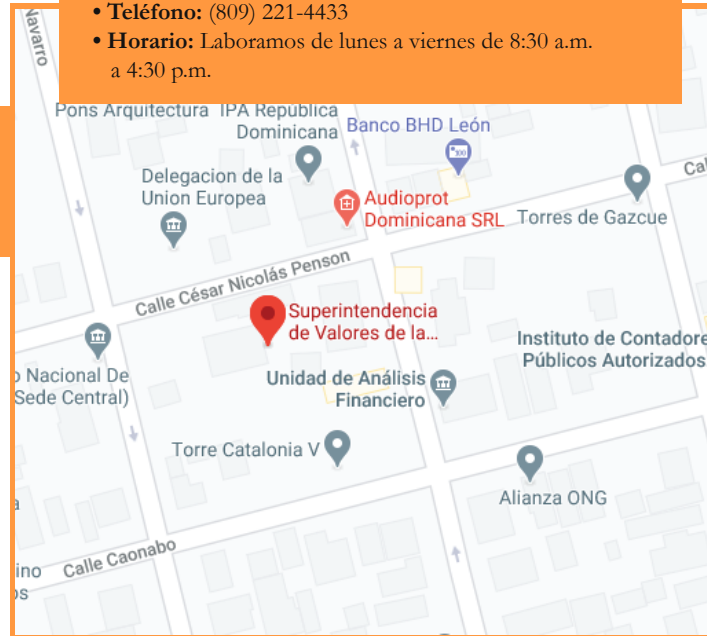 • Teléfono: (809) 221-4433
• Horario: Laboramos de lunes a viernes de 8:30 a.m.
a 4:30 p.m.
Navarro
Pons Arquitectura
IPA República
Dominicana
Banco BHD León
Delegacion de la
Union Europea
Audioprot
Dominicana SRL
Torres de Gazcue
Cal
Calle César Nicolás Penson
Superintendencia
de Valores de la...
Instituto de Contadore
Públicos Autorizados
o Nacional De
Sede Central)
Unidad de Análisis
Financiero
Torre Catalonia V
Alianza ONG
Calle Caonabo
ino
os